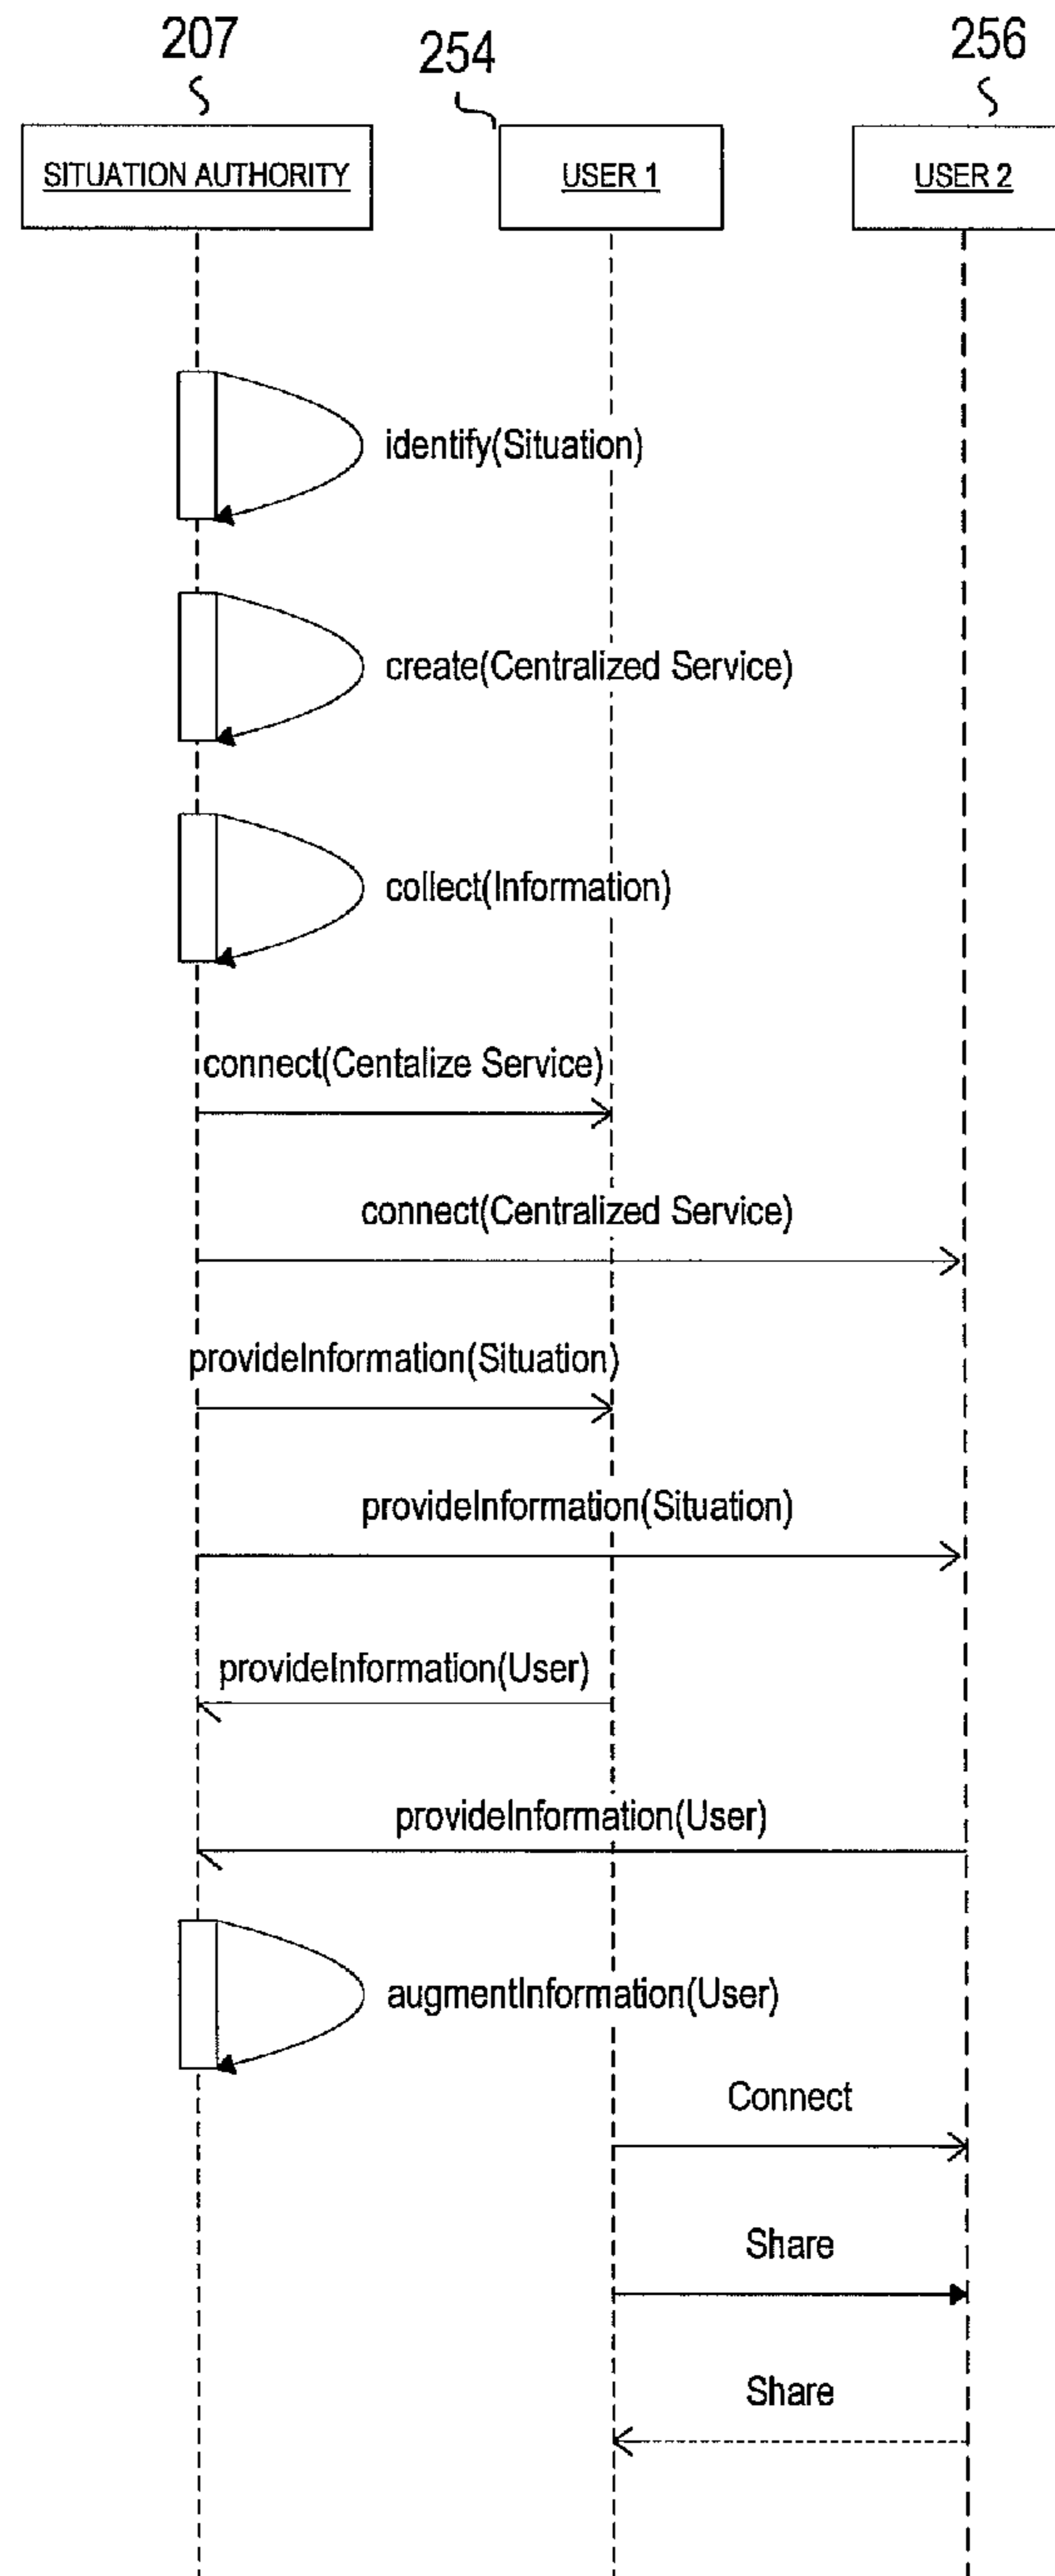 207
254
256
SITUATION AUTHORITY
USER 1
USER 2
identify(Situation)
create(Centralized Service)
collect(Information)
connect(Centalize Service)
connect(Centralized Service)
provideInformation(Situation)
provideInformation(Situation)
provideInformation(User)
provideInformation(User)
augmentInformation(User)
Connect
Share
Share